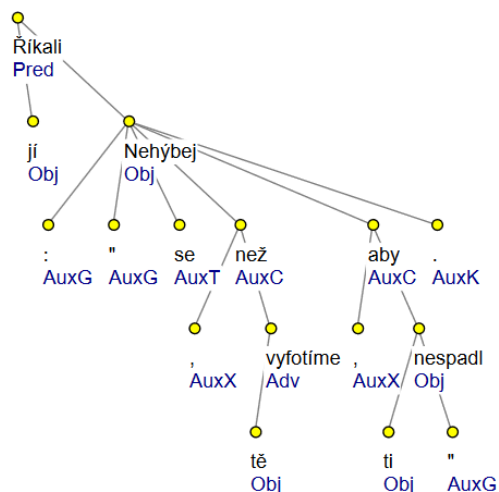 Říkali
Pred
jí Nehýbej
Obj Obj
: " se než aby .
AuxG AuxG AuxT AuxC AuxC AuxK
, vyfotíme , nespadl
AuxX Adv AuxX Obj
tě ti "
Obj Obj AuxG